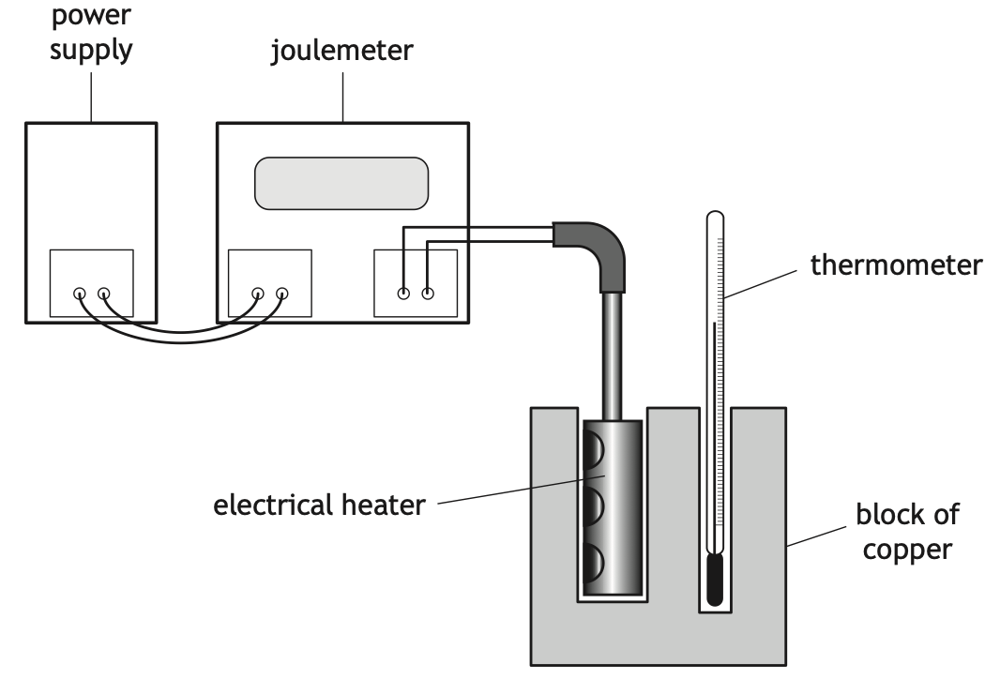 power
supply
joulemeter
thermometer
electrical heater
block of
copper